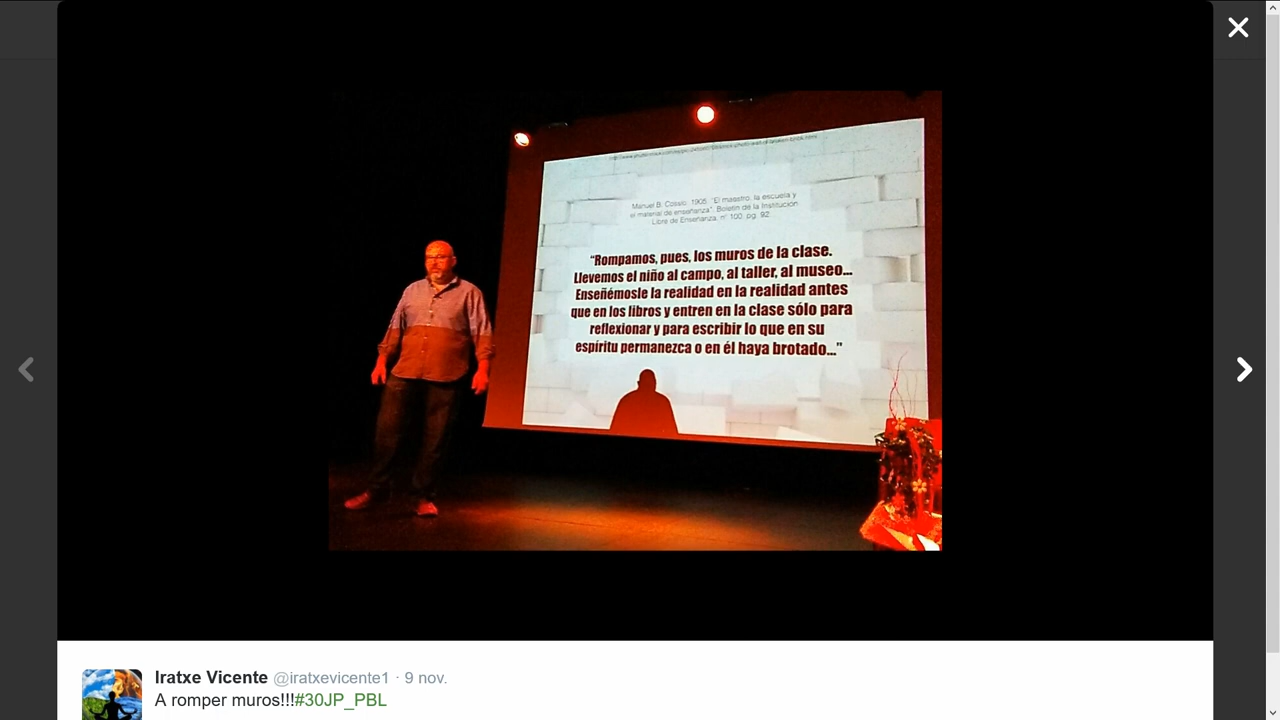 Manuel B. Cossío. 1905. "El maestro, la escuela y
el material de enseñanza". Boletín de la Institución
Libre de Enseñanza, nº 100. pg. 92.
“Rompamos, pues, los muros de la clase.
Llevemos el niño al campo, al taller, al museo...
Enseñémosle la realidad en la realidad antes
que en los libros y entren en la clase sólo para
reflexionar y para escribir lo que en su
espíritu permanezca o en él haya brotado...”
Iratxe Vicente @iratxevicente1 · 9 nov.
A romper muros!!!#30JP_PBL